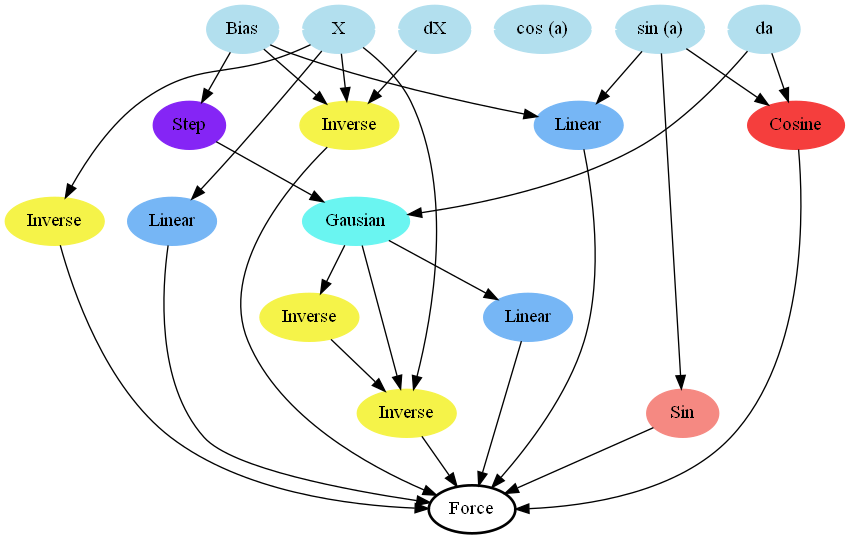 Bias
X
dX
cos (a)
sin (a)
da
Step
Inverse
Linear
Cosine
Inverse
Linear
Gausian
Inverse
Linear
Inverse
Sin
Force